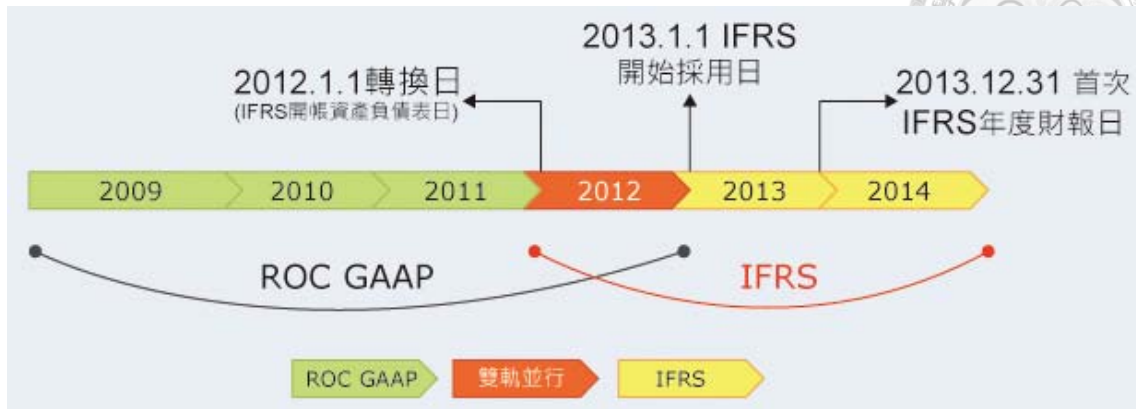 2013.1.1 IFRS
開始採用日
2012.1.1轉換日
(IFRS開帳資產負債表日)
2013.12.31 首次
IFRS年度財報日
2009
2010
2011
2012
2013
2014
ROC GAAP
IFRS
ROC GAAP
雙軌並行
IFRS